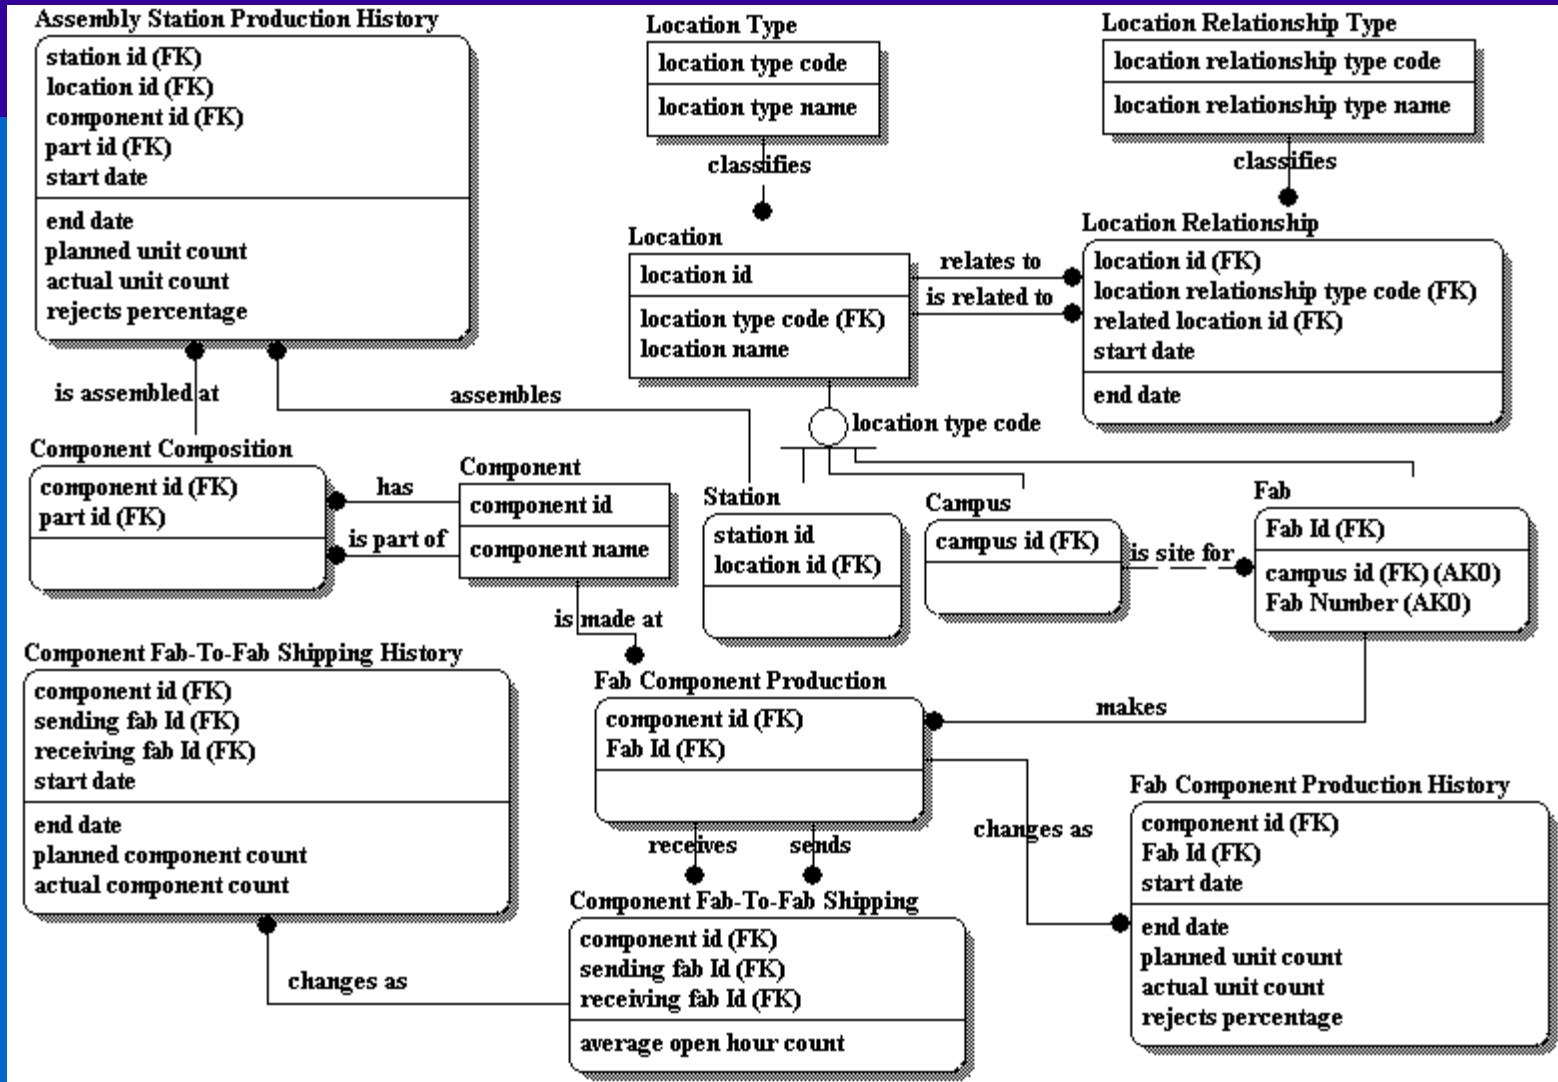 Assembly Station Production History
station id (FK)
location id (FK)
component id (FK)
part id (FK)
start date
end date
planned unit count
actual unit count
rejects percentage
Location Type
location type code
location type name
classifies
Location Relationship Type
location relationship type code
location relationship type name
classifies
Location
location id
location type code (FK)
location name
relates to
is related to
Location Relationship
location id (FK)
location relationship type code (FK)
related location id (FK)
start date
end date
is assembled at
assembles
location type code
Component Composition
component id (FK)
part id (FK)
has
is part of
Component
component id
component name
Station
station id
location id (FK)
Campus
campus id (FK)
is site for
Fab
Fab Id (FK)
campus id (FK) (AK0)
Fab Number (AK0)
is made at
makes
Component Fab-To-Fab Shipping History
component id (FK)
sending fab Id (FK)
receiving fab Id (FK)
start date
end date
planned component count
actual component count
Fab Component Production
component id (FK)
Fab Id (FK)
receives
sends
changes as
Fab Component Production History
component id (FK)
Fab Id (FK)
start date
end date
planned unit count
actual unit count
rejects percentage
changes as
Component Fab-To-Fab Shipping
component id (FK)
sending fab Id (FK)
receiving fab Id (FK)
average open hour count